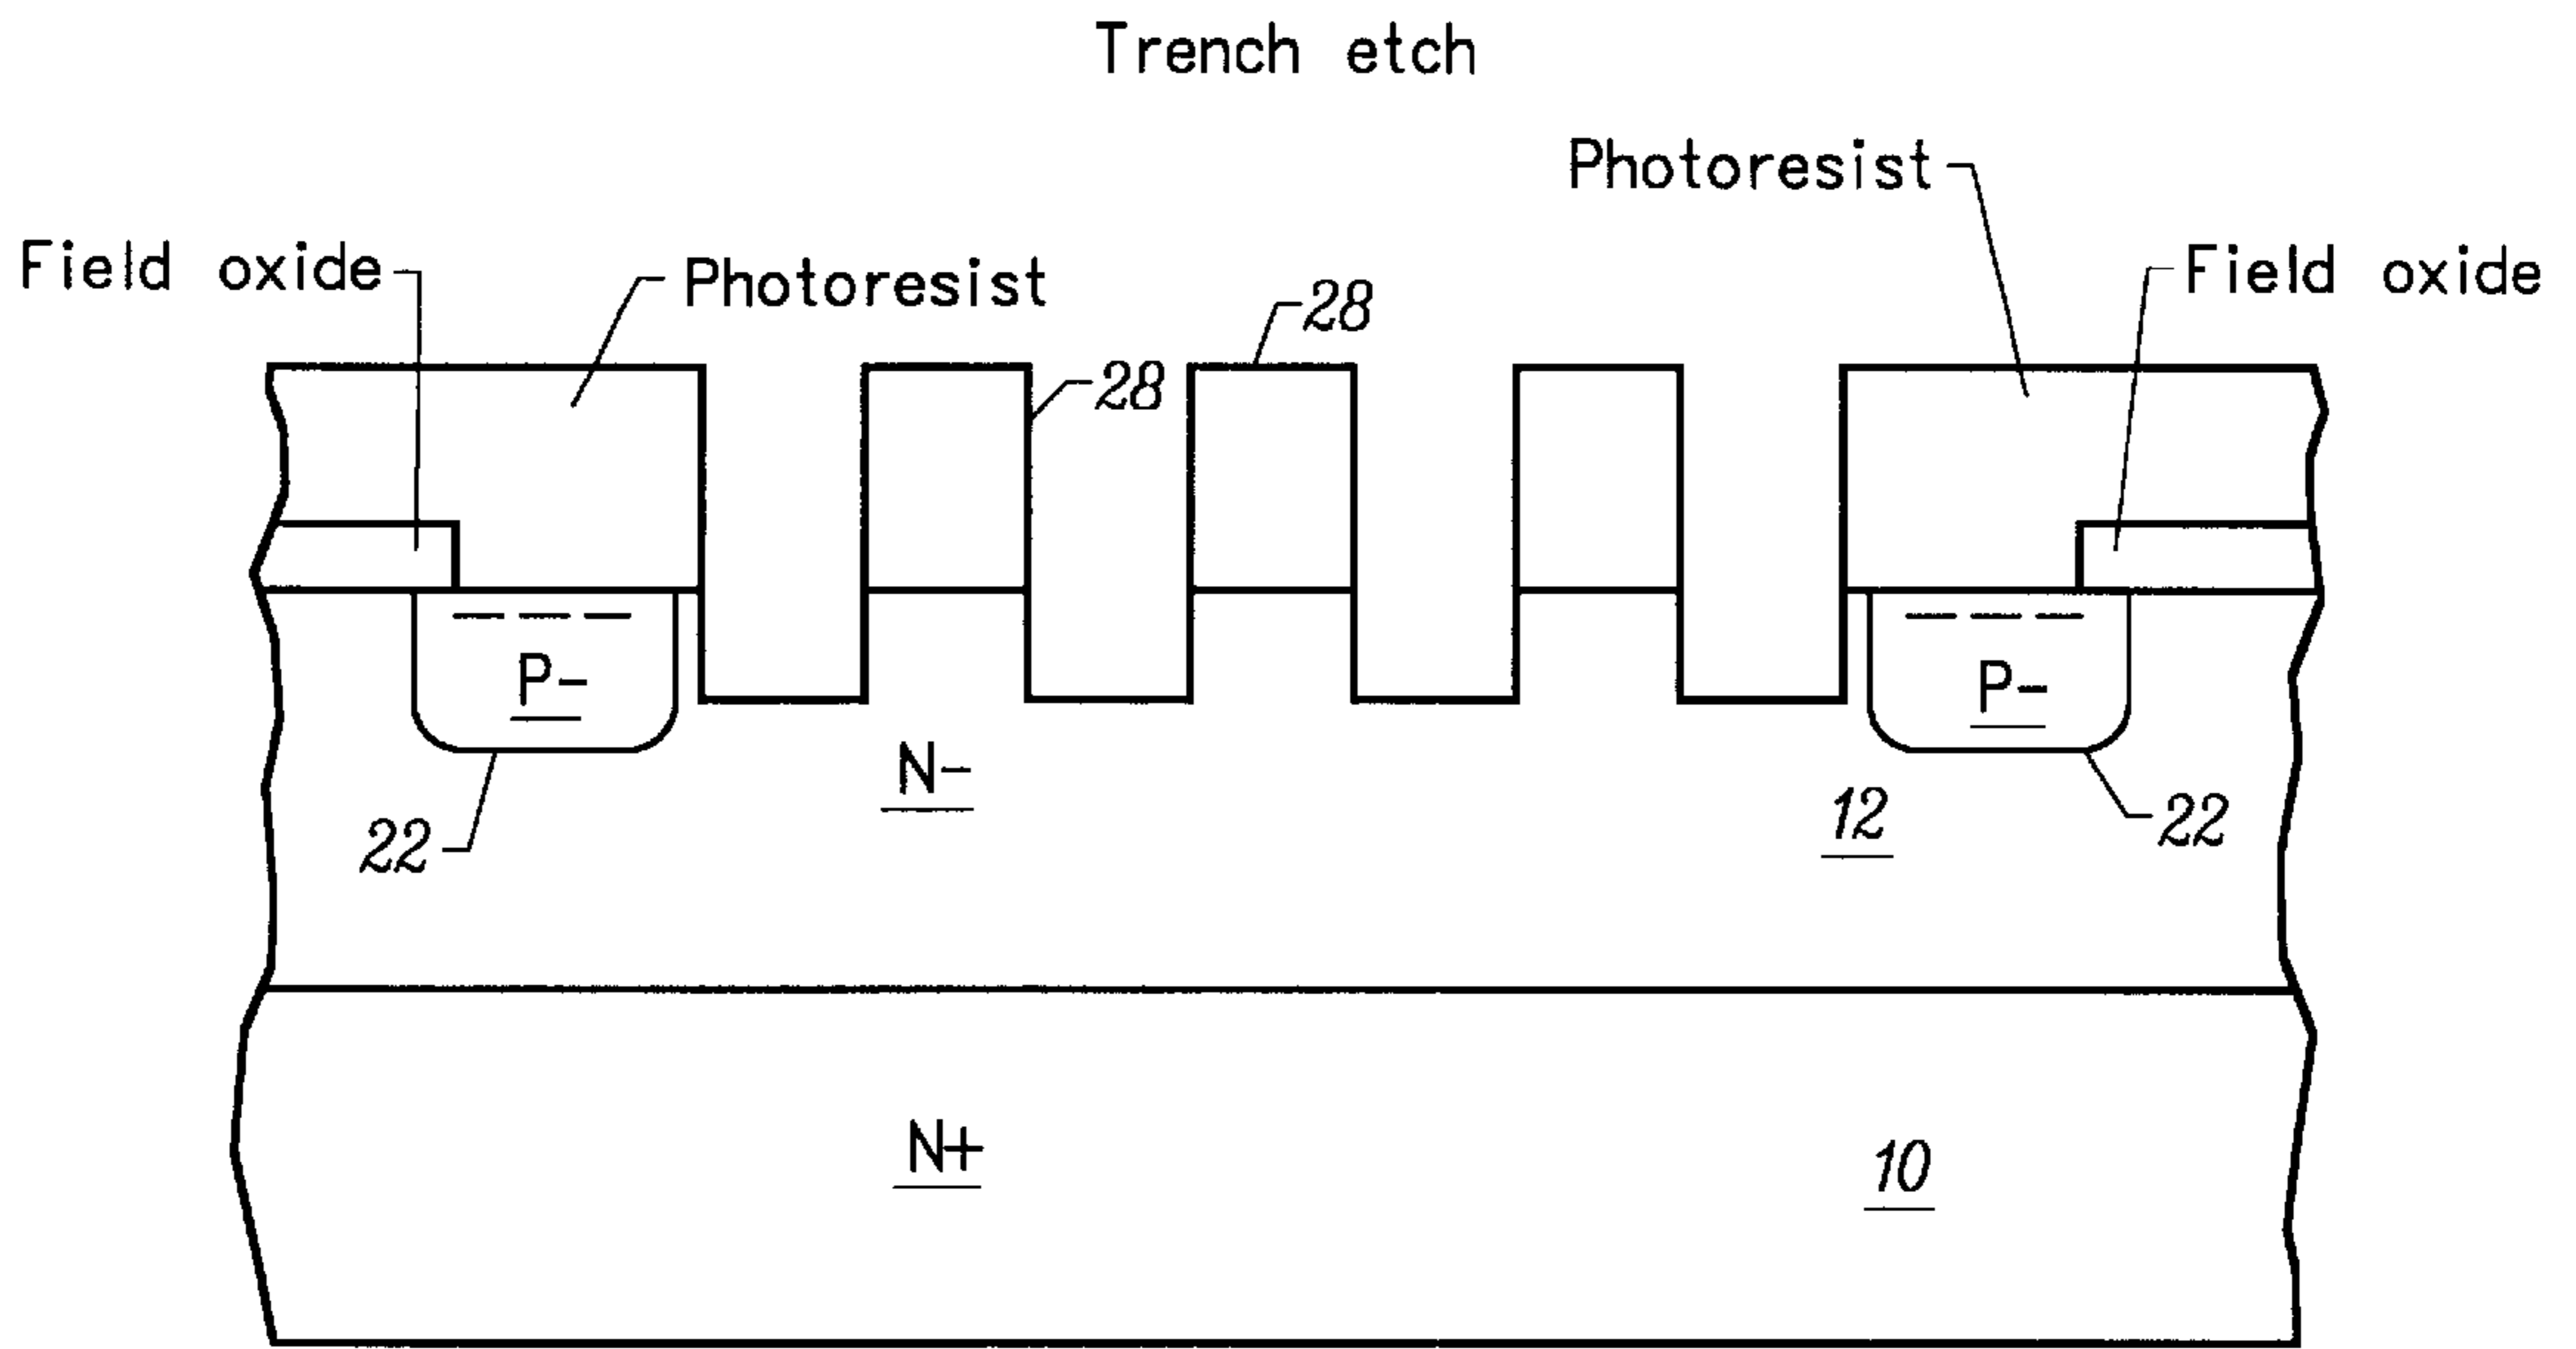 Trench etch
Photoresist
Field oxide
Photoresist
28
Field oxide
28
P-
P-
N-
12
22
22
N+
10